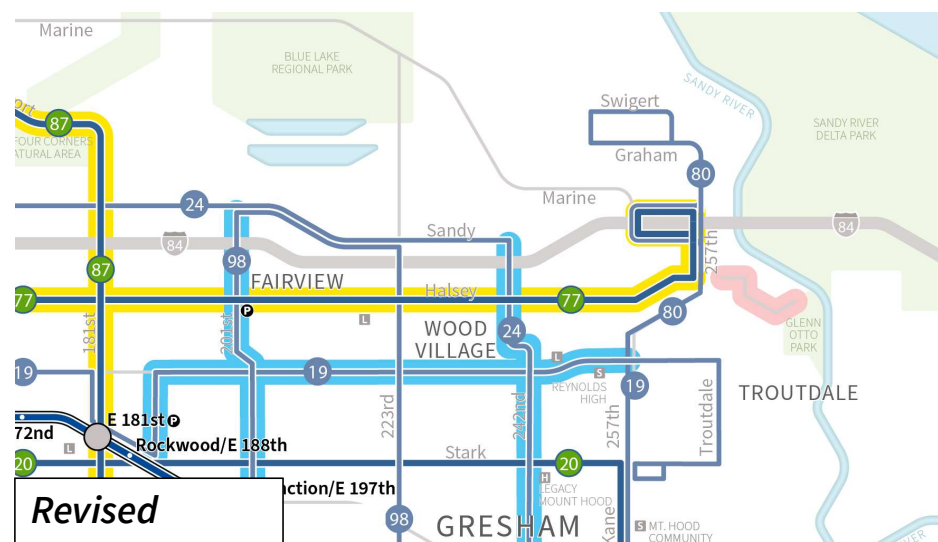 Marine
BLUE LAKE
REGIONAL PARK
SANDY RIVER
Swigert
ort
87
SANDY RIVER
DELTA PARK
FOUR CORNERS
ATURAL AREA
Graham
80
Marine
24
Sandy
84
84
98
257th
87
FAIRVIEW
Halsey
77
77
P
80
L
181st
201st
WOOD
VILLAGE
24
GLENN
OTTO
PARK
L
19
19
S
REYNOLDS
HIGH
19
TROUTDALE
E 181st P
223rd
242nd
257th
Troutdale
72nd
L
Rockwood/E 188th
Stark
20
20
H
LEGACY
MOUNT HOOD
nction/E 197th
Revised
98
GRESHAM
Kane
S MT. HOOD
COMMUNITY